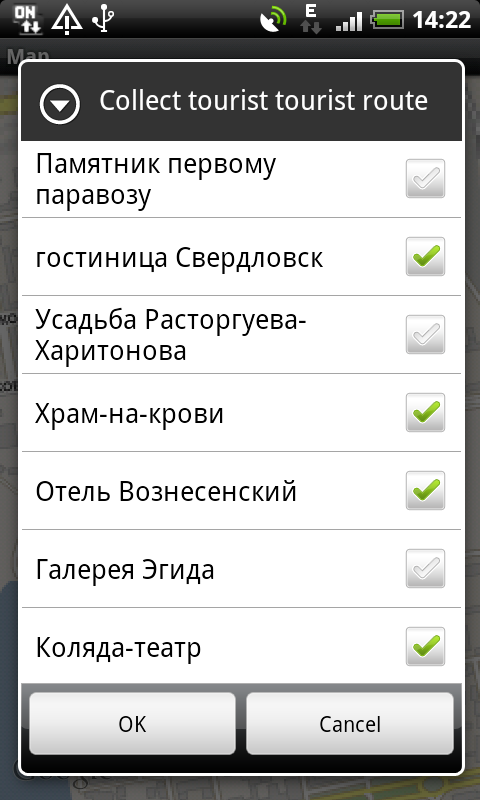 ON
E
14:22
Map
Collect tourist tourist route
Памятник первому
паравозу
гостиница Свердловск
Усадьба Расторгуева-
Харитонова
Храм-на-крови
Отель Вознесенский
Галерея Эгида
Коляда-театр
OK
Cancel
Google